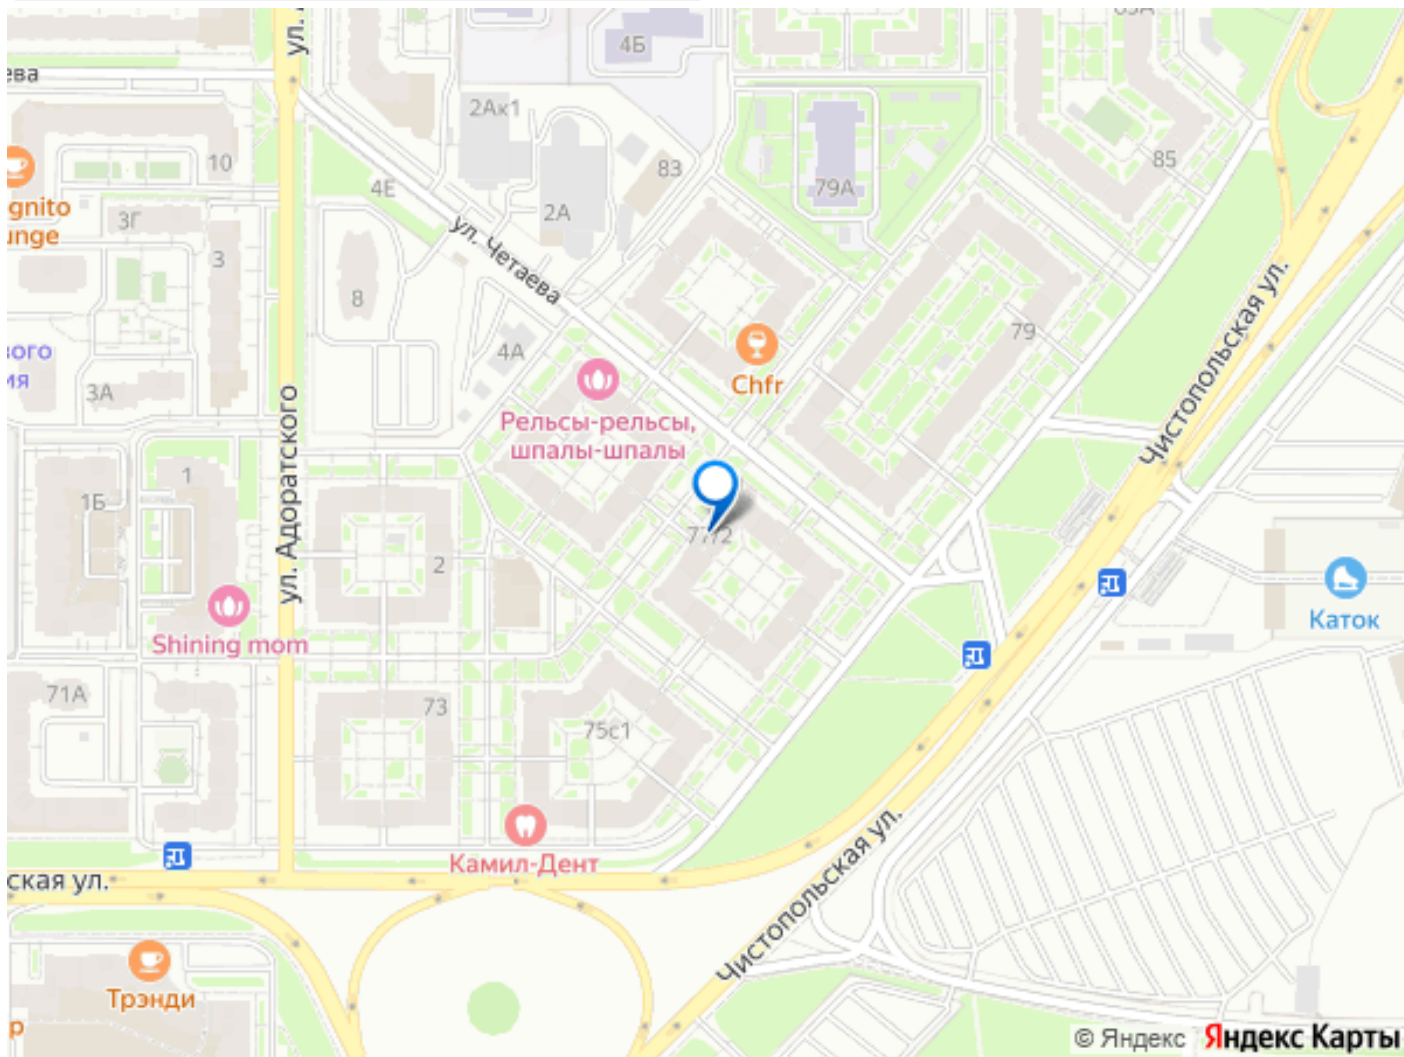 ул.
4Б
ева
2Ак1
10
83
85
79А
4Е
gnito
unge
3Г
2А
ул. Четаева
3
8
Чистопольская ул.
79
4А
Chfr
3А
Рельсы-рельсы,
шпалы-шпалы
ул. Адоратского
1
1Б
77/2
2
Каток
Shining mom
71А
73
75с1
Камил-Дент
ская ул.
Чистопольская ул.
Трэнди
р
© Яндекс Яндекс Карты